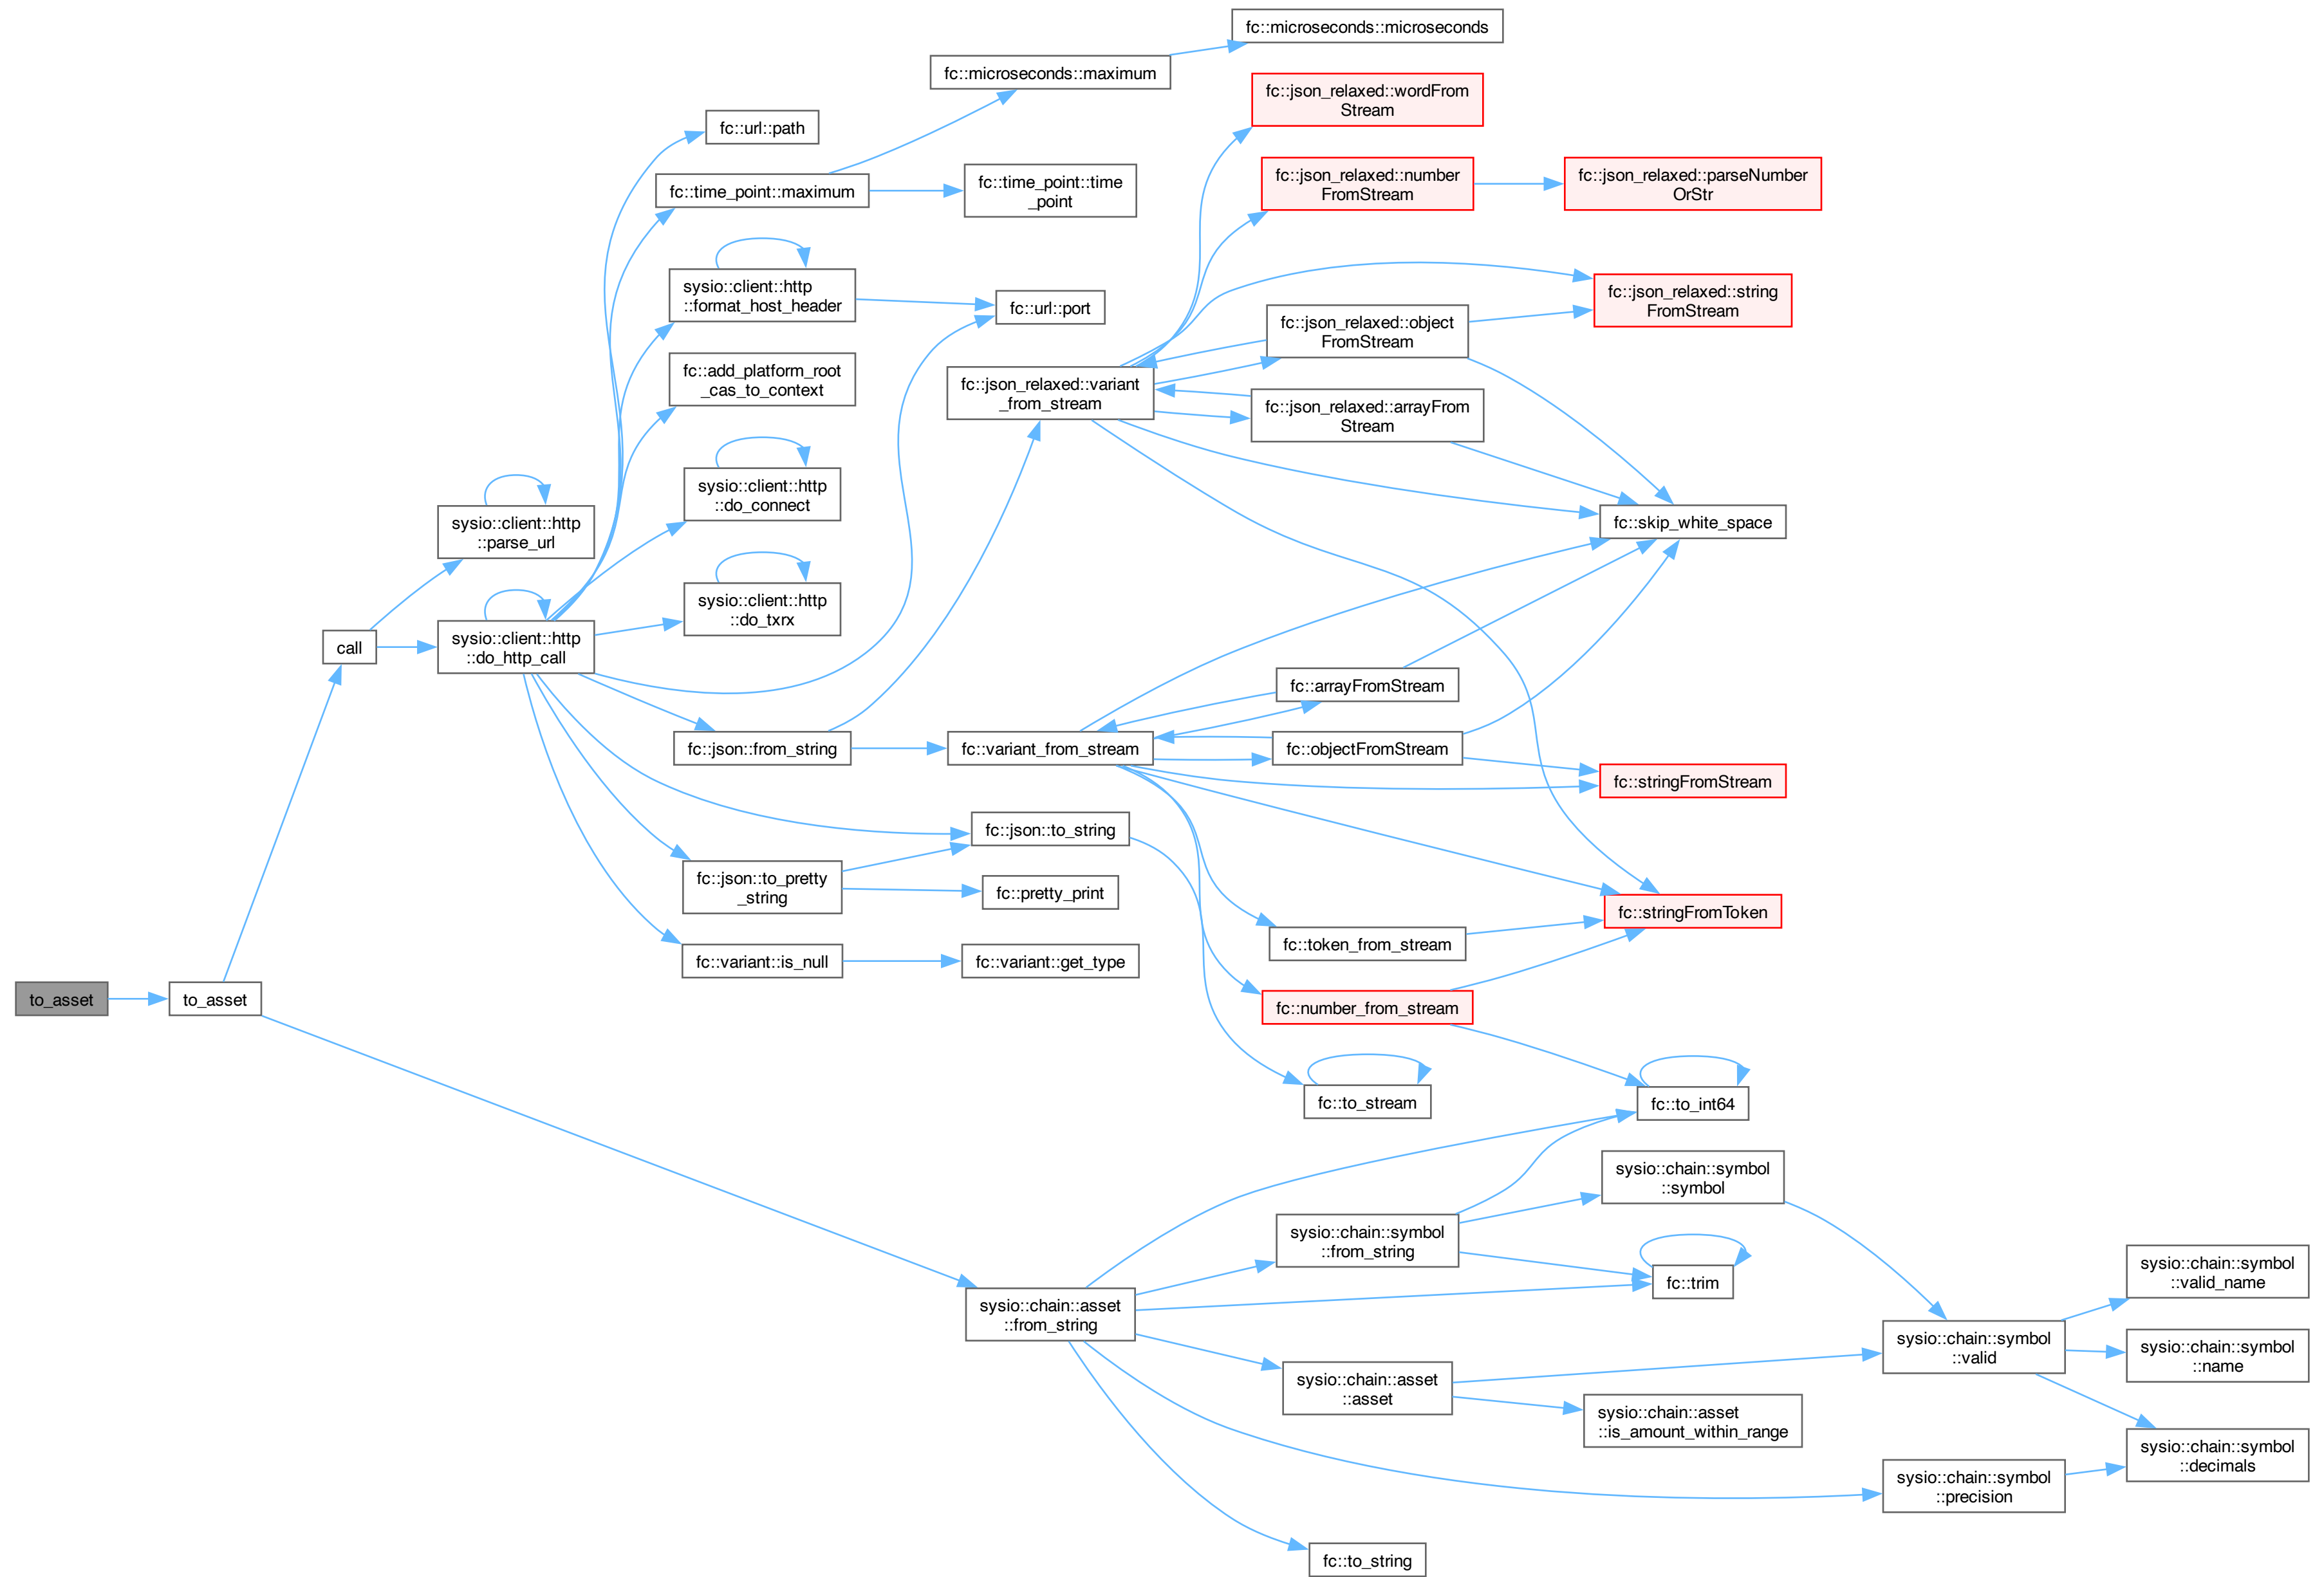 to_asset
to_asset
call
sysio::client::http
::parse_url
sysio::client::http
::do_http_call
fc::url::path
fc::time_point::maximum
sysio::client::http
::format_host_header
fc::add_platform_root
_cas_to_context
sysio::client::http
::do_connect
sysio::client::http
::do_txrx
fc::json::from_string
fc::json::to_pretty
_string
fc::variant::is_null
fc::microseconds::maximum
fc::time_point::time
_point
fc::url::port
fc::json_relaxed::variant
_from_stream
fc::variant_from_stream
fc::json::to_string
fc::pretty_print
fc::variant::get_type
sysio::chain::asset
::from_string
fc::microseconds::microseconds
fc::json_relaxed::wordFrom
Stream
fc::json_relaxed::number
FromStream
fc::json_relaxed::object
FromStream
fc::json_relaxed::arrayFrom
Stream
fc::arrayFromStream
fc::objectFromStream
fc::token_from_stream
fc::number_from_stream
fc::to_stream
sysio::chain::symbol
::from_string
sysio::chain::asset
::asset
fc::to_string
fc::json_relaxed::parseNumber
OrStr
fc::json_relaxed::string
FromStream
fc::skip_white_space
fc::stringFromStream
fc::stringFromToken
fc::to_int64
sysio::chain::symbol
::symbol
fc::trim
sysio::chain::asset
::is_amount_within_range
sysio::chain::symbol
::valid
sysio::chain::symbol
::precision
sysio::chain::symbol
::valid_name
sysio::chain::symbol
::name
sysio::chain::symbol
::decimals